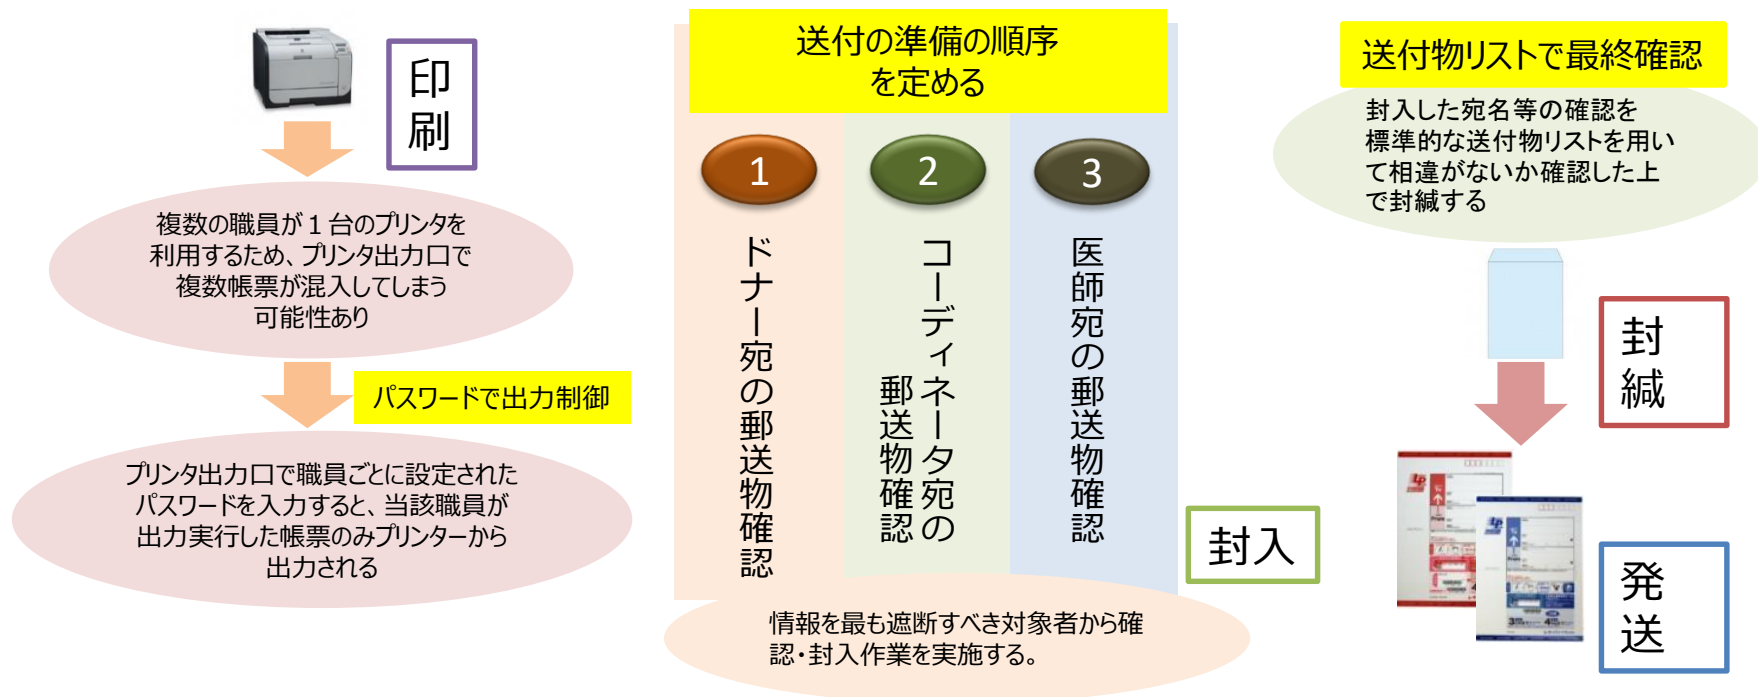 印
刷
複数の職員が1台のプリンタを
利用するため、プリンタ出力口で
複数帳票が混入してしまう
可能性あり
パスワードで出力制御
プリンタ出力口で職員ごとに設定された
パスワードを入力すると、当該職員が
出力実行した帳票のみプリンターから
出力される
送付の準備の順序
を定める
1
ドナー宛の郵送物確認
2
コーディネータ宛の
郵送物確認
3
医師宛の郵送物確認
情報を最も遮断すべき対象者から確
認・封入作業を実施する。
封入
送付物リストで最終確認
封入した宛名等の確認を
標準的な送付物リストを用い
て相違がないか確認した上
で封緘する
封
緘
発
送